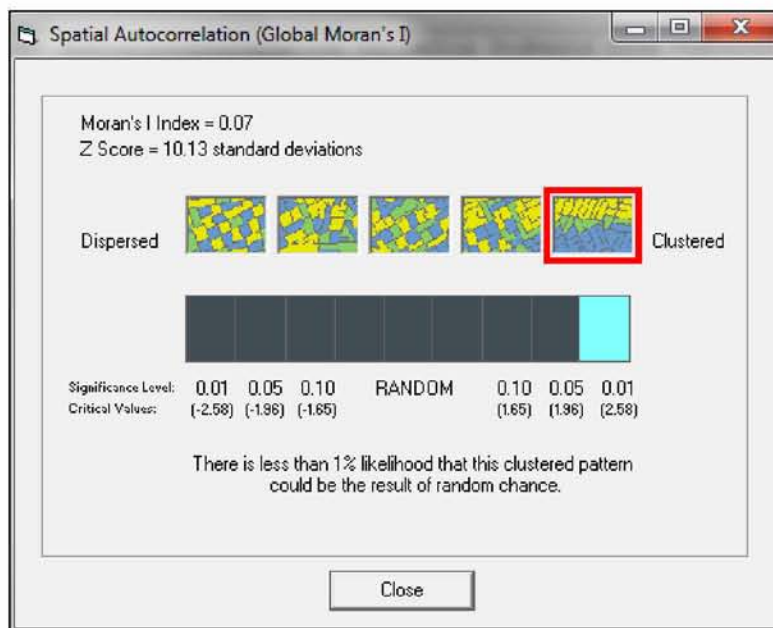 Spatial Autocorrelation (Global Moran's I)
Moran's I Index = 0.07
Z Score = 10.13 standard deviations
Dispersed
Clustered
Significance Level: 0.01 0.05 0.10 RANDOM 0.10 0.05 0.01
Critical Values: (-2.58) (-1.96) (-1.65) (1.65) (1.96) (2.58)
There is less than 1% likelihood that this clustered pattern
could be the result of random chance.
Close